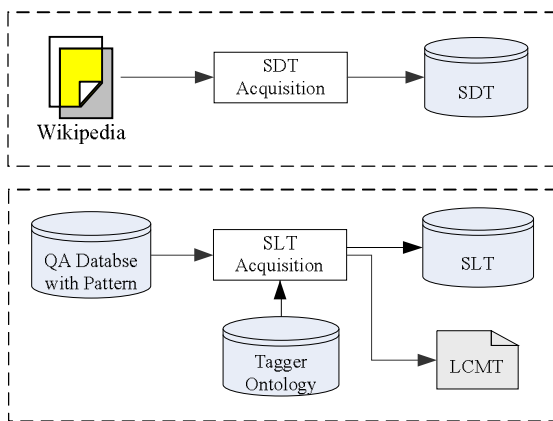 SDT
Acquisition
SDT
Wikipedia
QA Databse
with Pattern
SLT
Acquisition
SLT
Tagger
Ontology
LCMT